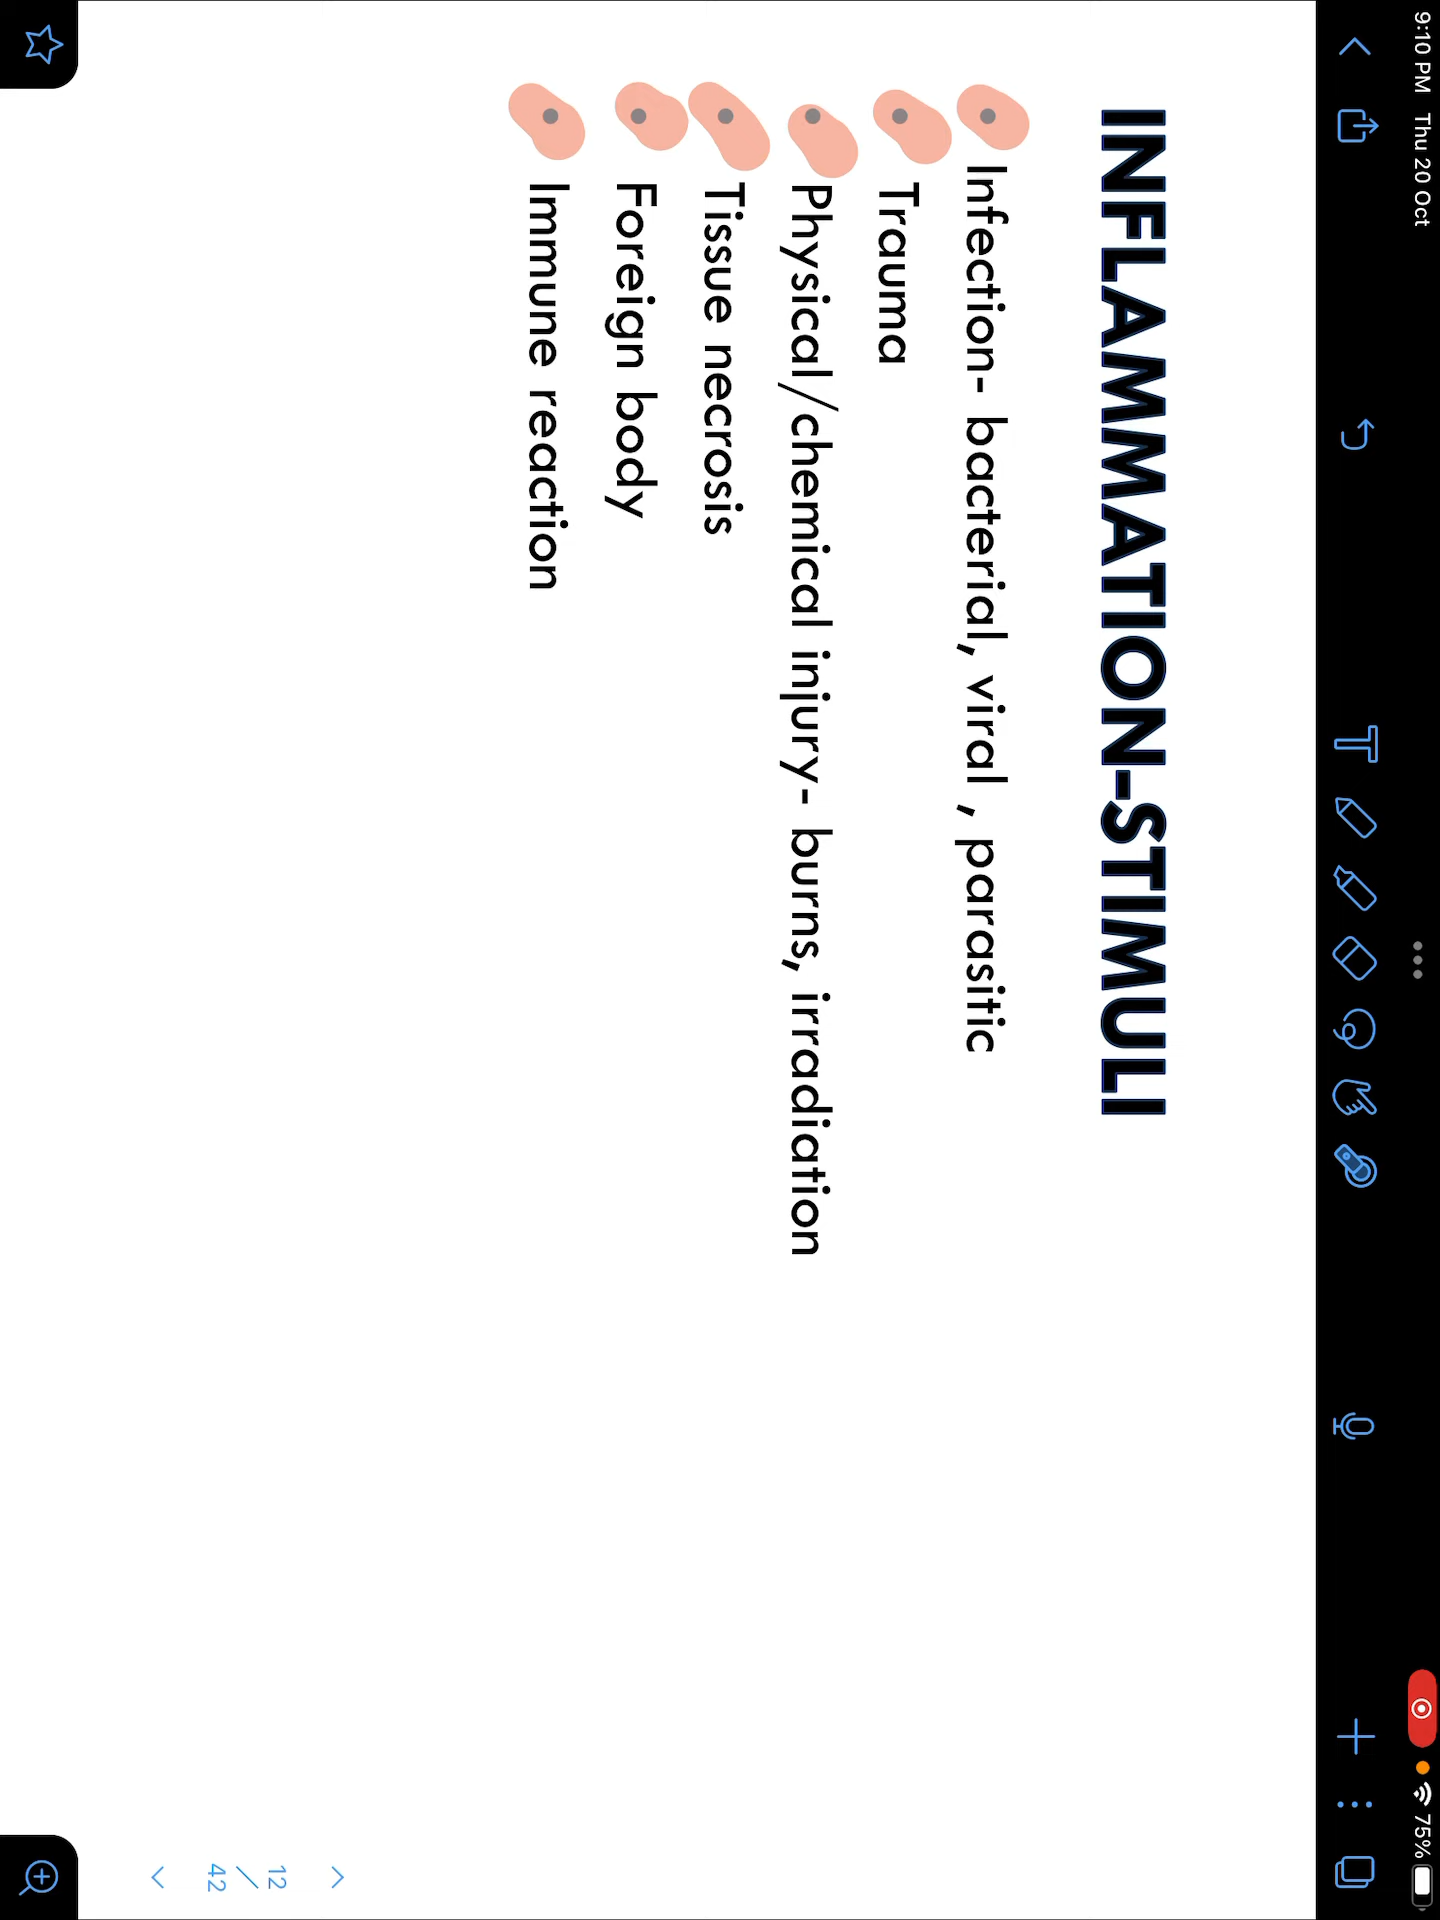 9:10 PM Thu 20 Oct
75%
INFLAMMATION-STIMULI
Infection- bacterial, viral , parasitic
Trauma
Physical/chemical injury- burns, irradiation
Tissue necrosis
Foreign body
Immune reaction
12 / 42